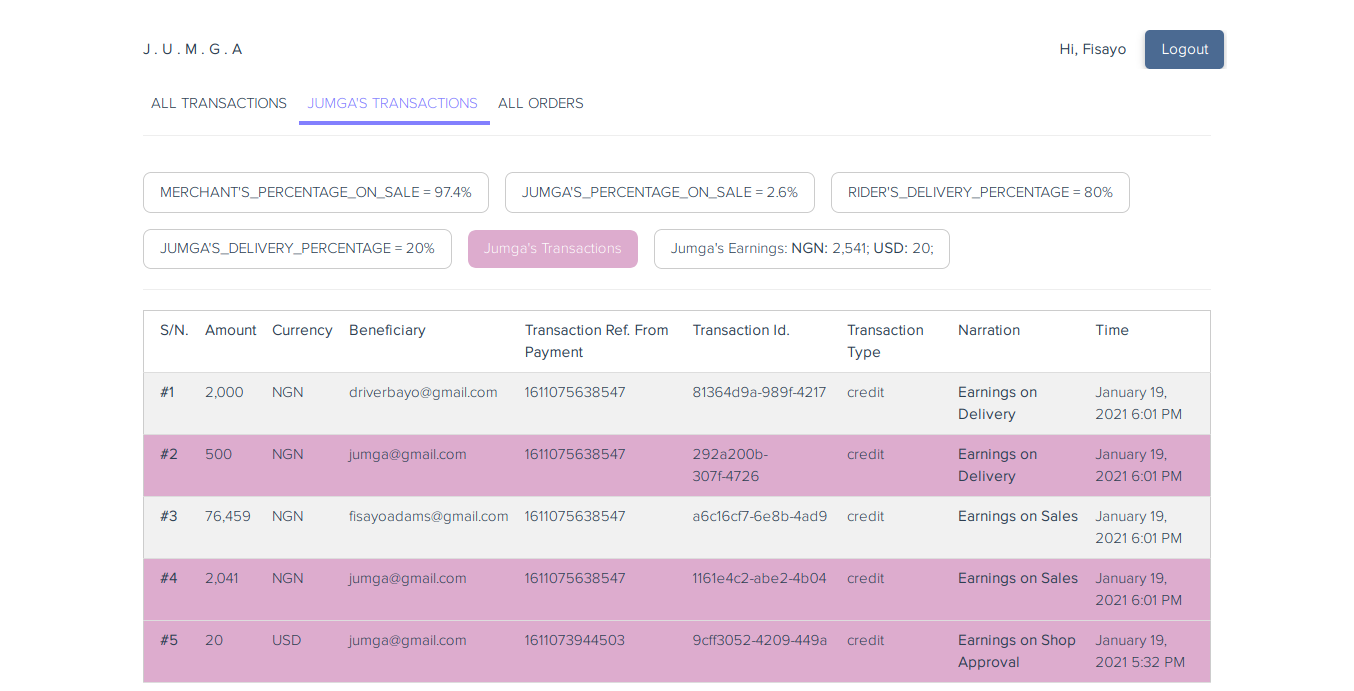 J.U.M.G.A
Hi, Fisayo
Logout
ALL TRANSACTIONS
JUMGA'S TRANSACTIONS
ALL ORDERS
MERCHANT'S_PERCENTAGE_ON_SALE = 97.4%
JUMGA'S_PERCENTAGE_ON_SALE = 2.6%
RIDER'S_DELIVERY_PERCENTAGE = 80%
JUMGA'S_DELIVERY_PERCENTAGE = 20%
Jumga's Transactions
Jumga's Earnings: NGN: 2,541; USD: 20;
S/N. Amount Currency Beneficiary Transaction Ref. From Transaction Id. Transaction Narration Time
Payment Type
#1 2,000 NGN driverbayo@gmail.com 1611075638547 81364d9a-989f-4217 credit Earnings on January 19,
Delivery 2021 6:01 PM
#2 500 NGN jumga@gmail.com 1611075638547 292a200b- credit Earnings on January 19,
307f-4726 Delivery 2021 6:01 PM
#3 76,459 NGN fisayoadams@gmail.com 1611075638547 a6c16cf7-6e8b-4ad9 credit Earnings on Sales January 19,
2021 6:01 PM
#4 2,041 NGN jumga@gmail.com 1611075638547 1161e4c2-abe2-4b04 credit Earnings on Sales January 19,
2021 6:01 PM
#5 20 USD jumga@gmail.com 1611073944503 9cff3052-4209-449a credit Earnings on Shop January 19,
Approval 2021 5:32 PM